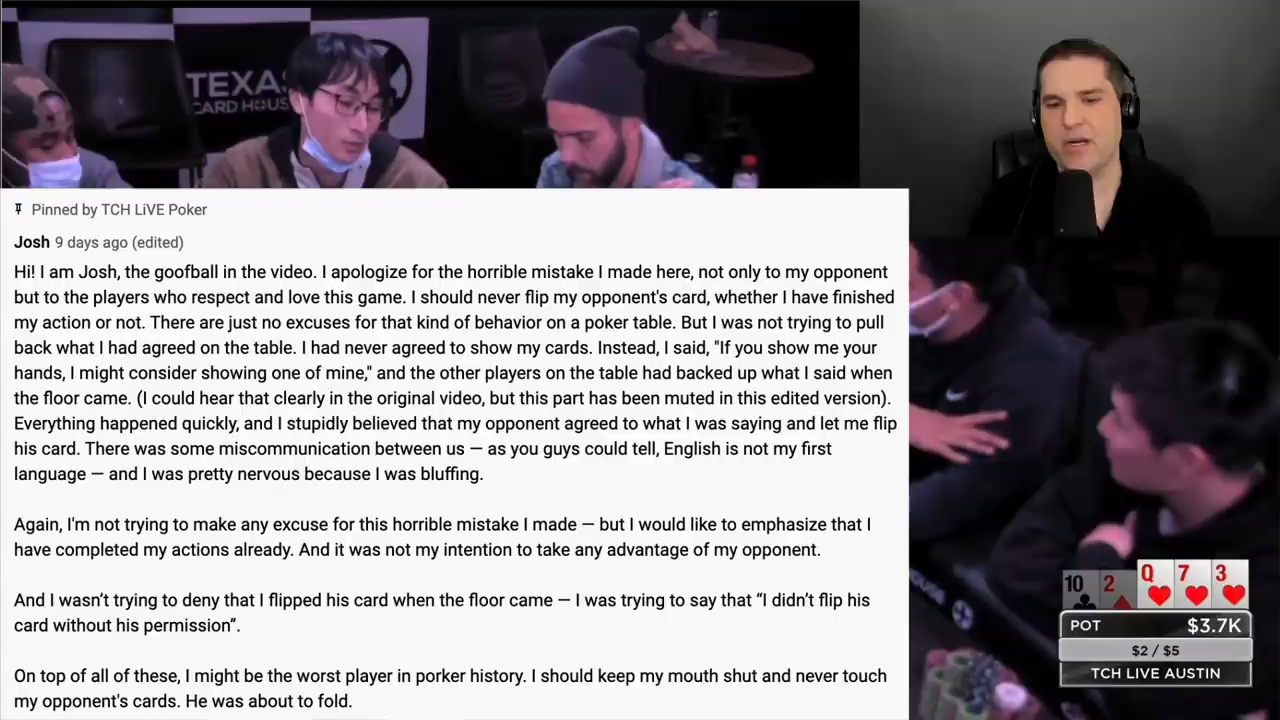 TEXAS
CARD HOUS
Pinned by TCH LiVE Poker
Josh 9 days ago (edited)
Hi! I am Josh, the goofball in the video. I apologize for the horrible mistake I made here, not only to my opponent
but to the players who respect and love this game. I should never flip my opponent's card, whether I have finished
my action or not. There are just no excuses for that kind of behavior on a poker table. But I was not trying to pull
back what I had agreed on the table. I had never agreed to show my cards. Instead, I said, "If you show me your
hands, I might consider showing one of mine," and the other players on the table had backed up what I said when
the floor came. (I could hear that clearly in the original video, but this part has been muted in this edited version).
Everything happened quickly, and I stupidly believed that my opponent agreed to what I was saying and let me flip
his card. There was some miscommunication between us — as you guys could tell, English is not my first
language — and I was pretty nervous because I was bluffing.
Again, I'm not trying to make any excuse for this horrible mistake I made — but I would like to emphasize that I
have completed my actions already. And it was not my intention to take any advantage of my opponent.
And I wasn't trying to deny that I flipped his card when the floor came — I was trying to say that “I didn't flip his
card without his permission”.
On top of all of these, I might be the worst player in porker history. I should keep my mouth shut and never touch
my opponent's cards. He was about to fold.
10 2 Q 7 3
POT $3.7K
$2 / $5
TCH LIVE AUSTIN